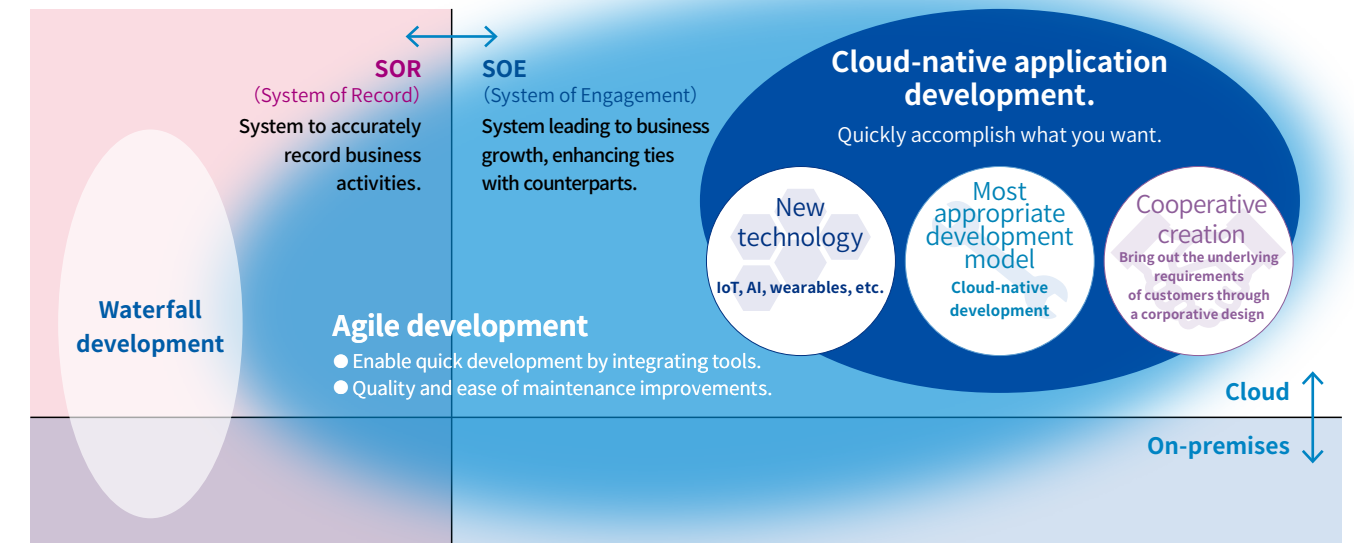 SOR
（System of Record）
System to accurately
record business
activities.
SOE
（System of Engagement）
System leading to business
growth, enhancing ties
with counterparts.
Cloud-native application
development.
Quickly accomplish what you want.
New
technology
IoT, AI, wearables, etc.
Most
appropriate
development
model
Cloud-native
development
Cooperative
creation
Bring out the underlying
requirements
of customers through
a corporative design
Waterfall
development
Agile development
● Enable quick development by integrating tools.
● Quality and ease of maintenance improvements.
Cloud
On-premises